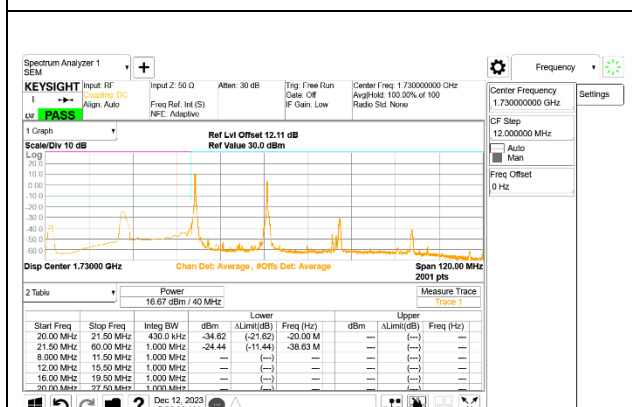 Spectrum Analyzer 1
SEM
+
Frequency
KEYSIGHT
Input: RF
Coupling: DC
Align: Auto
Input Z: 50 Ω
Freq Ref: Int (S)
NFE: Adaptive
Atten: 30 dB
Trig: Free Run
Gate: Off
IF Gain: Low
Center Freq: 1.730000000 GHz
Avg|Hold: 100.00% of 100
Radio Std: None
PASS
Center Frequency
1.730000000 GHz
Settings
CF Step
12.000000 MHz
Auto
Man
Freq Offset
0 Hz
1 Graph
Scale/Div 10 dB
Ref Lvl Offset 12.11 dB
Ref Value 30.0 dBm
Log
20.0
10.0
0.00
-10.0
-20.0
-30.0
-40.0
-50.0
-60.0
Disp Center 1.73000 GHz
Chan Det: Average , #Offs Det: Average
Span 120.00 MHz
2001 pts
2 Table
Power
16.67 dBm / 40 MHz
Measure Trace
Trace 1
Lower Upper
Start Freq Stop Freq Integ BW dBm ΔLimit(dB) Freq (Hz) dBm ΔLimit(dB) Freq (Hz)
20.00 MHz 21.50 MHz 430.0 kHz -34.62 (-21.62) -20.00 M --- (---) ---
21.50 MHz 60.00 MHz 1.000 MHz -24.44 (-11.44) -38.63 M --- (---) ---
8.000 MHz 11.50 MHz 1.000 MHz --- (---) --- --- (---) ---
12.00 MHz 15.50 MHz 1.000 MHz --- (---) --- --- (---) ---
16.00 MHz 19.50 MHz 1.000 MHz --- (---) --- --- (---) ---
20.00 MHz 27.50 MHz 1.000 MHz --- (---) --- --- (---) ---
?
Dec 12, 2023